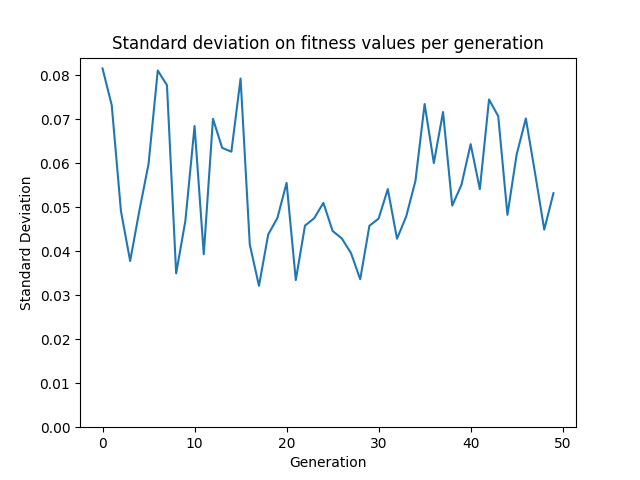 Standard deviation on fitness values per generation
0.08
0.07
0.06
0.05
0.04
0.03
0.02
0.01
0.00
Standard Deviation
0 10 20 30 40 50
Generation